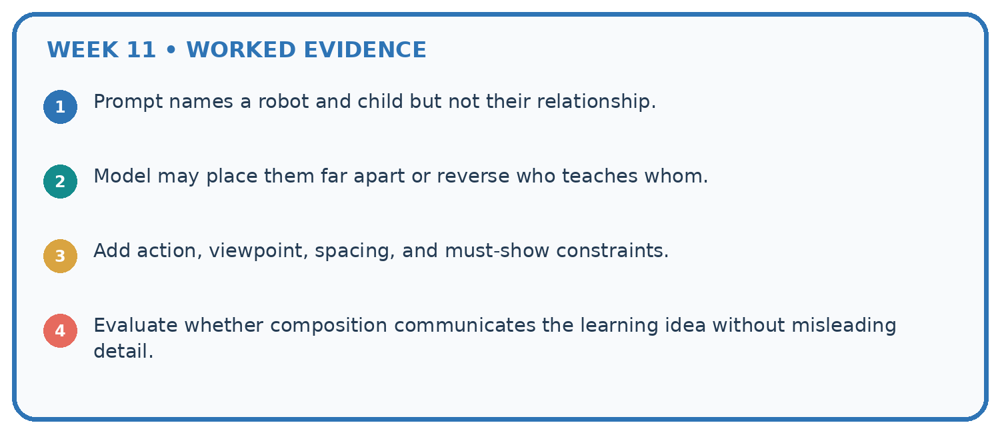 WEEK 11 • WORKED EVIDENCE
1 Prompt names a robot and child but not their relationship.
2 Model may place them far apart or reverse who teaches whom.
3 Add action, viewpoint, spacing, and must-show constraints.
4 Evaluate whether composition communicates the learning idea without misleading
detail.